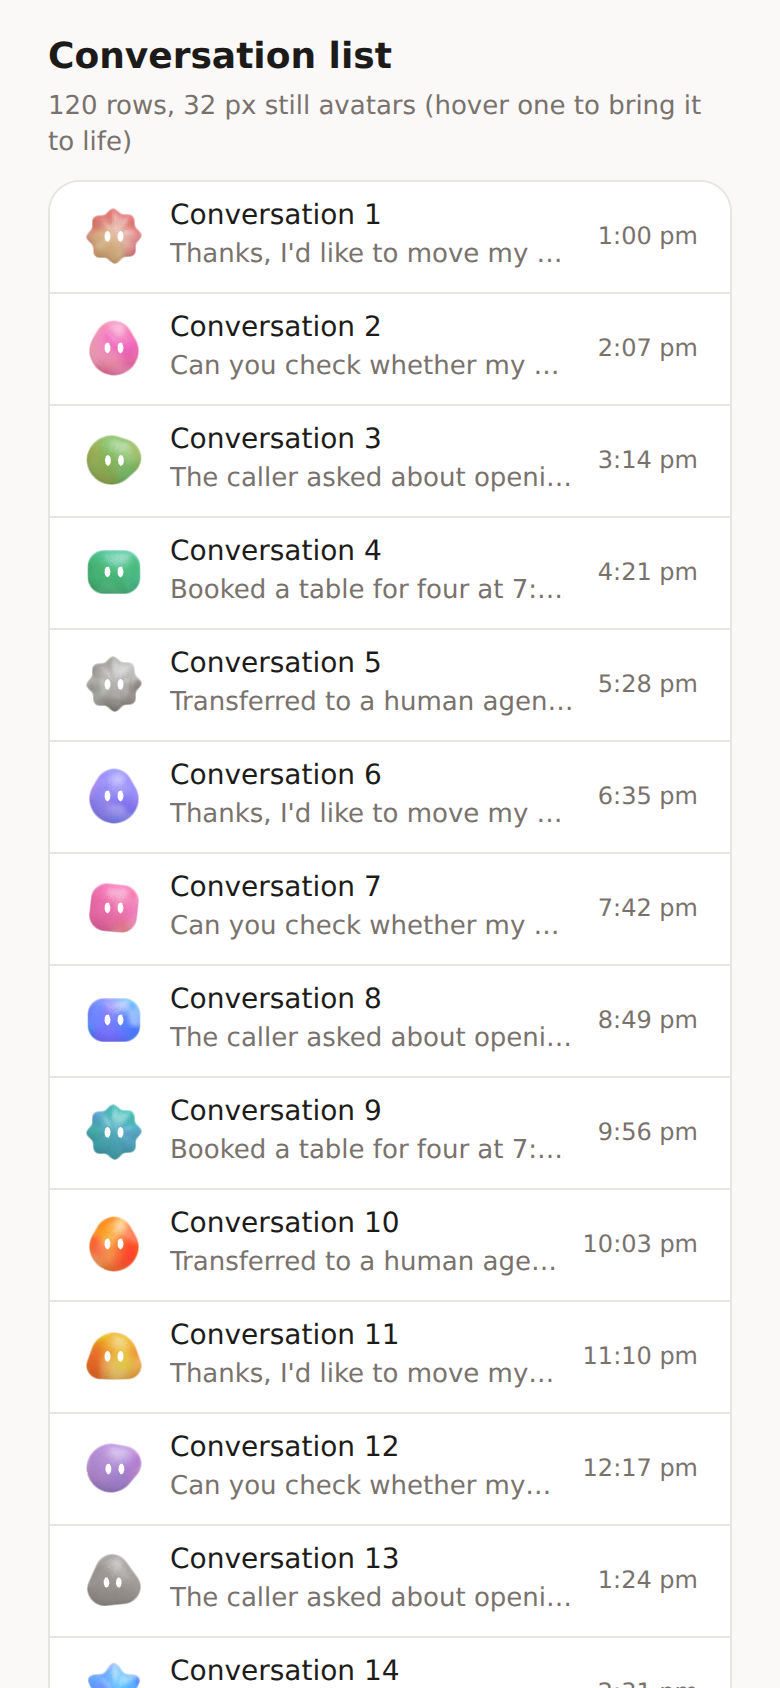 Conversation list
120 rows, 32 px still avatars (hover one to bring it
to life)
Conversation 1
Thanks, I'd like to move my …
1:00 pm
Conversation 2
Can you check whether my …
2:07 pm
Conversation 3
The caller asked about openi…
3:14 pm
Conversation 4
Booked a table for four at 7:…
4:21 pm
Conversation 5
Transferred to a human agen…
5:28 pm
Conversation 6
Thanks, I'd like to move my …
6:35 pm
Conversation 7
Can you check whether my …
7:42 pm
Conversation 8
The caller asked about openi…
8:49 pm
Conversation 9
Booked a table for four at 7:…
9:56 pm
Conversation 10
Transferred to a human age…
10:03 pm
Conversation 11
Thanks, I'd like to move my…
11:10 pm
Conversation 12
Can you check whether my…
12:17 pm
Conversation 13
The caller asked about openi…
1:24 pm
Conversation 14